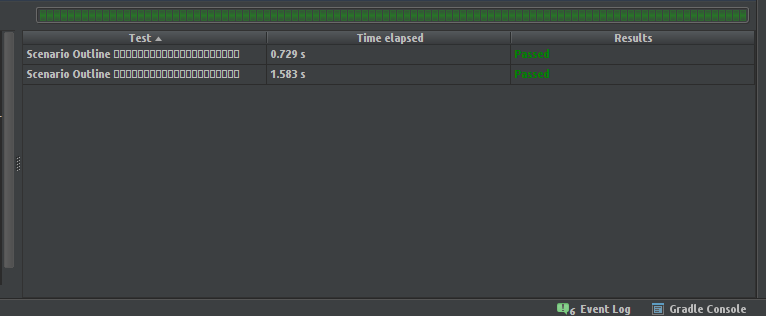 Test Time elapsed Results
Scenario Outline 0.729 s Passed
Scenario Outline 1.583 s Passed
6 Event Log Gradle Console